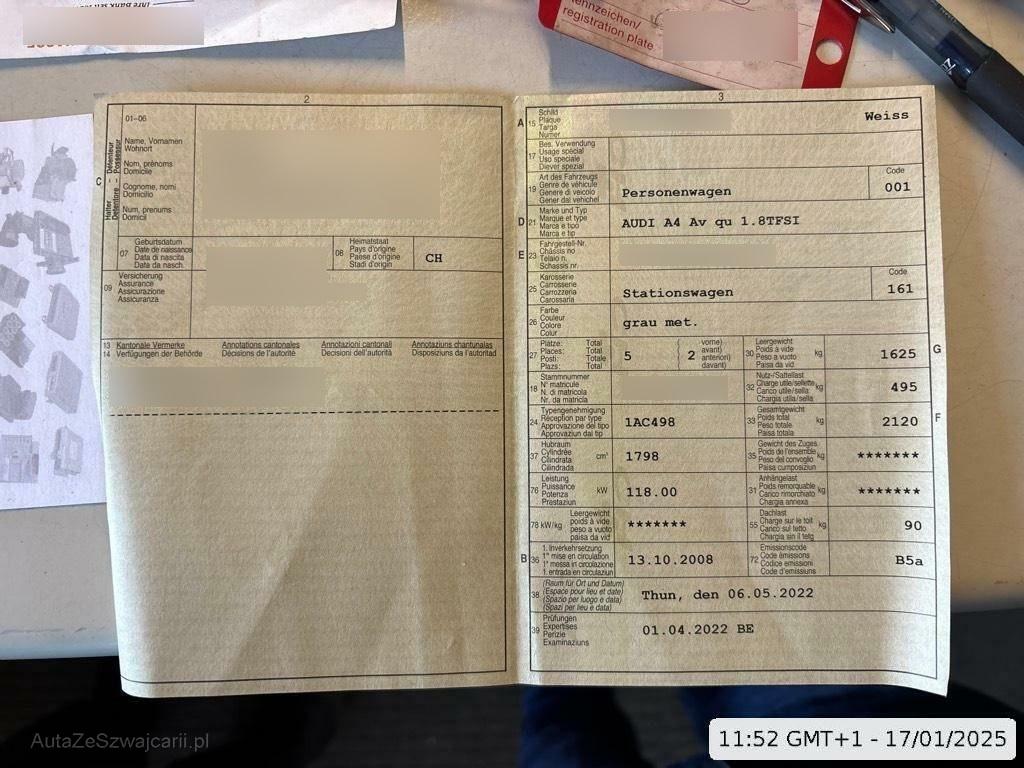 Kennzeichen/
registration plate
2
01–06
Name, Vornamen
Wohnort
Nom, prénoms
Domicile
Cognome, nomi
Domicilio
Num, prenums
Domicil
C
07
Geburtsdatum
Date de naissance
Data di nascita
Data da nasch.
08
Heimatstaat
Pays d'origine
Paese d'origine
Stadi d'origin
CH
09
Versicherung
Assurance
Assicurazione
Assicuranza
13 Kantonale Vermerke Annotations cantonales Annotazioni cantonali Annotaziuns chantunalas
14 Verfügungen der Behörde Décisions de l'autorité Decisioni dell'autorità Disposiziuns da l'autoritad
3
A 15
Schild
Plaque
Targa
Numer
Weiss
17
Bes. Verwendung
Usage spécial
Uso speciale
Diever spezial
19
Art des Fahrzeugs
Genre de véhicule
Genere di veicolo
Gener dal vehichel
Personenwagen
Code
001
D 21
Marke und Typ
Marque et type
Marca e tipo
Marca e tip
AUDI A4 Av qu 1.8TFSI
E 23
Fahrgestell-Nr.
Châssis no
Telaio n.
Schassis nr.
25
Karosserie
Carrosserie
Carrozzeria
Carossaria
Stationswagen
Code
161
26
Farbe
Couleur
Colore
Colur
grau met.
27
Plätze: Total
Places: Total
Posti: Totale
Plazs: Total
5
2
vorne)
avant)
anteriori)
davant)
30
Leergewicht
Poids à vide
Peso a vuoto
Paisa da vid
kg
1625
G
18
Stammnummer
N° matricule
N. di matricola
Nr. da matricla
32
Nutz-/Sattellast
Charge utile/sellette
Carico utile/sella
Chargia utila/sella
kg
495
24
Typengenehmigung
Réception par type
Approvazione del tipo
Approvaziun dal tip
1AC498
33
Gesamtgewicht
Poids total
Peso totale
Paisa totala
kg
2120
F
37
Hubraum
Cylindrée
Cilindrata
Cilindrada
cm³
1798
35
Gewicht des Zuges
Poids de l'ensemble
Peso del convoglio
Paisa cumposiziun
kg
*******
76
Leistung
Puissance
Potenza
Prestaziun
kW
118.00
31
Anhängelast
Poids remorquable
Carico rimorchiato
Chargia annexa
kg
*******
78 kW/kg
Leergewicht
poids à vide
peso a vuoto
paisa da vid
*******
55
Dachlast
Charge sur le toit
Carico sul tetto
Chargia sin il tetg
kg
90
B 36
1. Inverkehrsetzung
1re mise en circulation
1a messa in circolazione
1. entrada en circulaziun
13.10.2008
72
Emissionscode
Code émissions
Codice emissioni
Code d'emissiuns
B5a
38
(Raum für Ort und Datum)
(Espace pour lieu et date)
(Spazio per luogo e data)
(Spazi per lieu e data)
Thun, den 06.05.2022
39
Prüfungen
Expertises
Perizie
Examinaziuns
01.04.2022 BE
AutaZeSzwajcarii.pl
11:52 GMT+1 - 17/01/2025